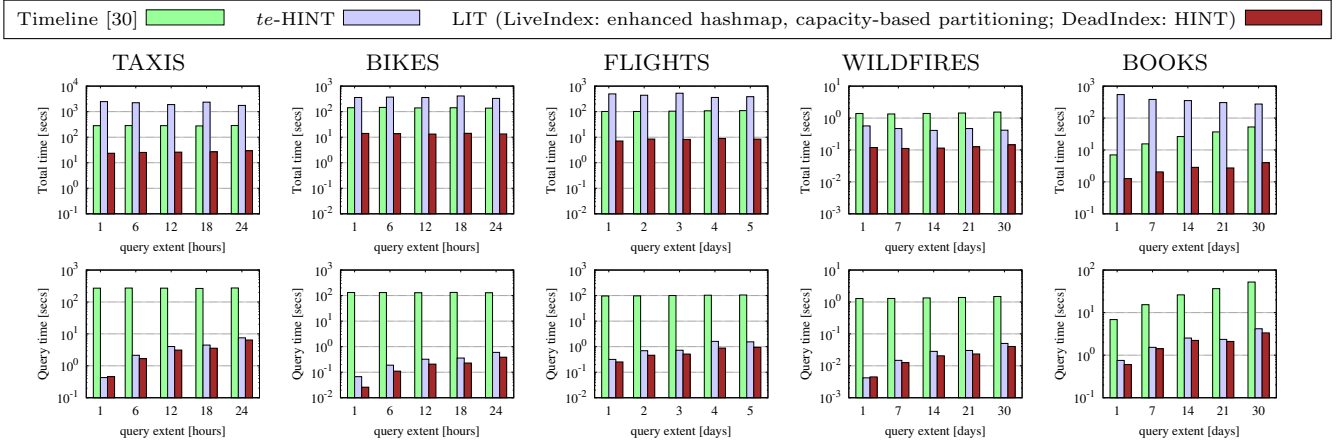 Timeline [30] te-HINT LIT (LiveIndex: enhanced hashmap, capacity-based partitioning; DeadIndex: HINT)
TAXIS BIKES FLIGHTS WILDFIRES BOOKS
Total time [secs]
10^4
10^3
10^2
10^1
10^0
10^-1
1 6 12 18 24
query extent [hours]
Total time [secs]
10^3
10^2
10^1
10^0
10^-1
10^-2
1 6 12 18 24
query extent [hours]
Total time [secs]
10^3
10^2
10^1
10^0
10^-1
10^-2
1 2 3 4 5
query extent [days]
Total time [secs]
10^1
10^0
10^-1
10^-2
10^-3
1 7 14 21 30
query extent [days]
Total time [secs]
10^3
10^2
10^1
10^0
10^-1
1 7 14 21 30
query extent [days]
Query time [secs]
10^3
10^2
10^1
10^0
10^-1
1 6 12 18 24
query extent [hours]
Query time [secs]
10^3
10^2
10^1
10^0
10^-1
10^-2
1 6 12 18 24
query extent [hours]
Query time [secs]
10^3
10^2
10^1
10^0
10^-1
10^-2
1 2 3 4 5
query extent [days]
Query time [secs]
10^1
10^0
10^-1
10^-2
10^-3
1 7 14 21 30
query extent [days]
Query time [secs]
10^2
10^1
10^0
10^-1
1 7 14 21 30
query extent [days]